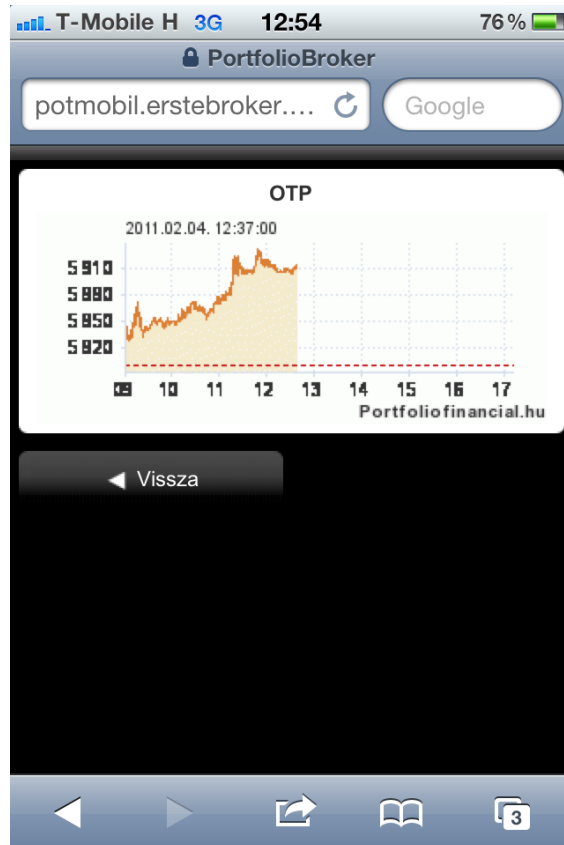 T-Mobile H 3G 12:54 76 %
PortfolioBroker
potmobil.erstebroker.... Google
OTP
2011.02.04. 12:37:00
5 910
5 880
5 850
5 820
09 10 11 12 13 14 15 16 17
Portfoliofinancial.hu
Vissza
3